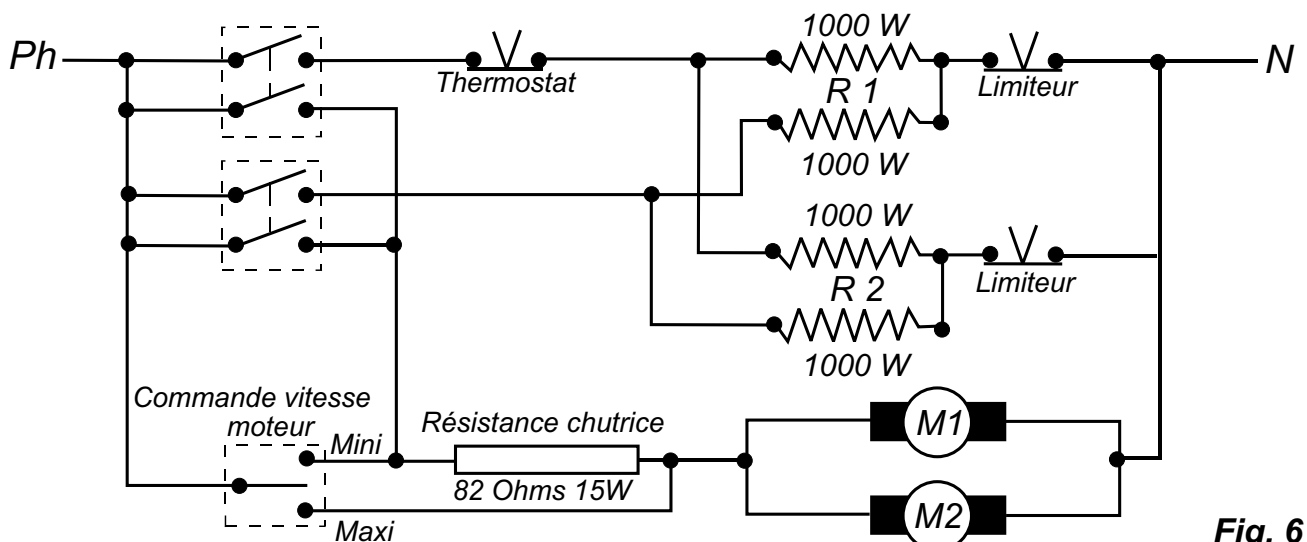 1000 W
Ph
N
Thermostat
R 1
Limiteur
1000 W
1000 W
R 2
Limiteur
1000 W
Commande vitesse
moteur
Mini
Résistance chutrice
M1
82 Ohms 15W
Maxi
M2
Fig. 6